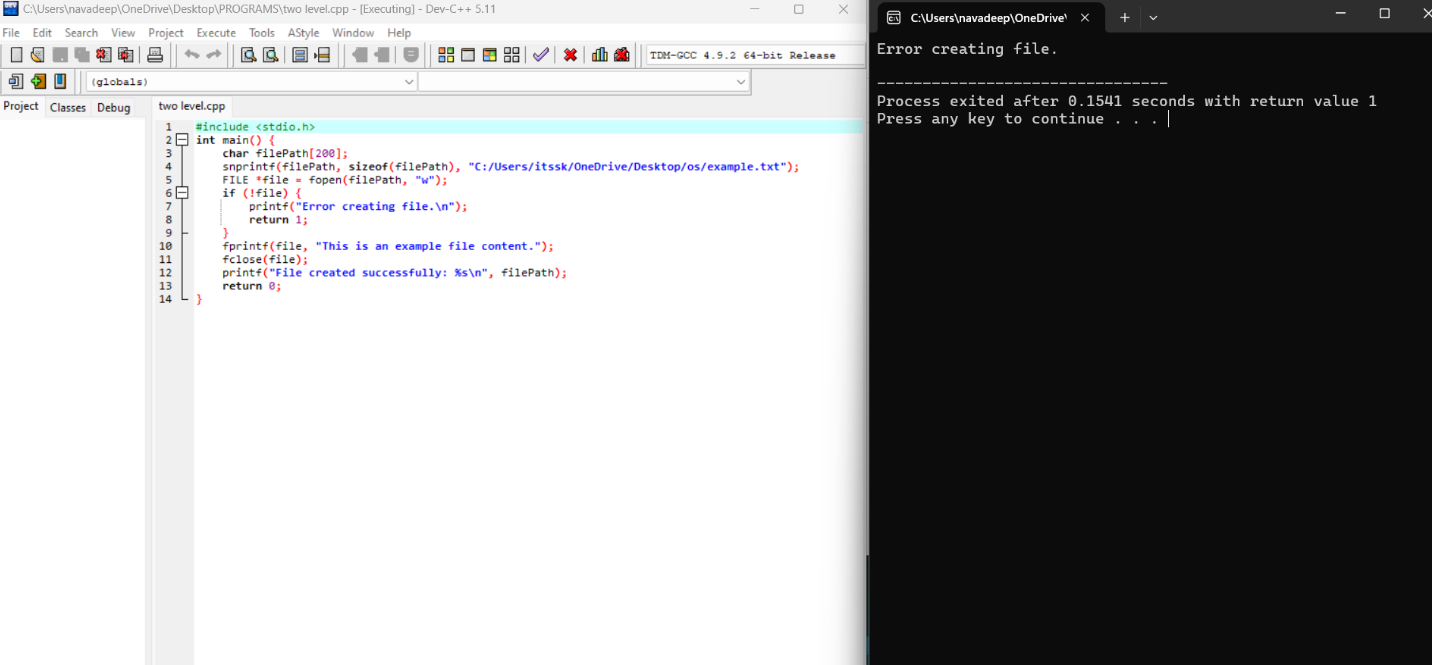 C:\Users\navadeep\OneDrive\Desktop\PROGRAMS\two level.cpp - [Executing] - Dev-C++ 5.11
File Edit Search View Project Execute Tools AStyle Window Help
TDM-GCC 4.9.2 64-bit Release
(globals)
Project Classes Debug
two level.cpp
1 #include <stdio.h>
2 int main() {
3 char filePath[200];
4 snprintf(filePath, sizeof(filePath), "C:/Users/itssk/OneDrive/Desktop/os/example.txt");
5 FILE *file = fopen(filePath, "w");
6 if (!file) {
7 printf("Error creating file.\n");
8 return 1;
9 }
10 fprintf(file, "This is an example file content.");
11 fclose(file);
12 printf("File created successfully: %s\n", filePath);
13 return 0;
14 }
C:\Users\navadeep\OneDrive\
Error creating file.
--------------------------------
Process exited after 0.1541 seconds with return value 1
Press any key to continue . . .